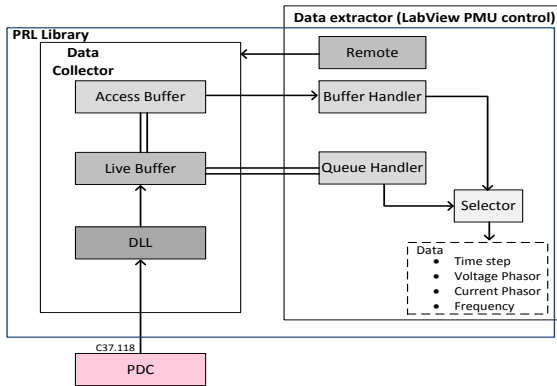 Data extractor (LabView PMU control)
PRL Library
Data
Collector
Remote
Access Buffer
Buffer Handler
Live Buffer
Queue Handler
Selector
DLL
Data
• Time step
• Voltage Phasor
• Current Phasor
• Frequency
C37.118
PDC